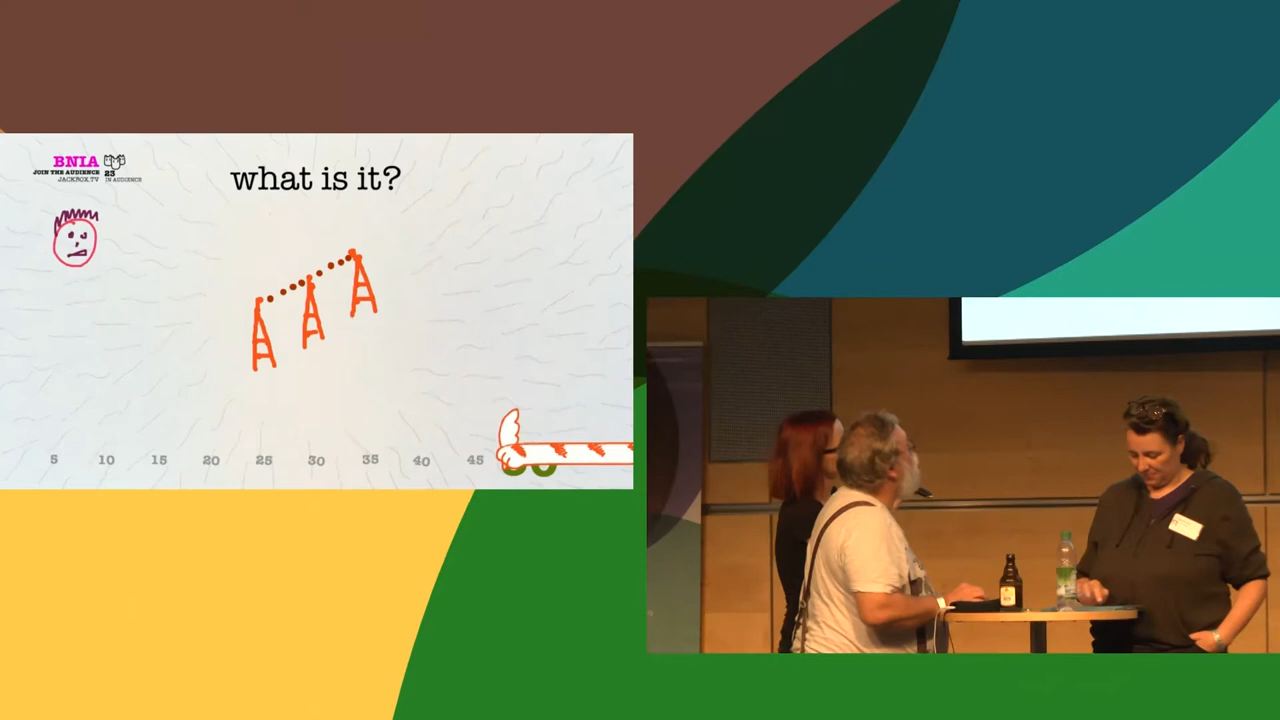 BNIA
JOIN THE AUDIENCE 23
JACKBOX.TV IN AUDIENCE
what is it?
5 10 15 20 25 30 35 40 45